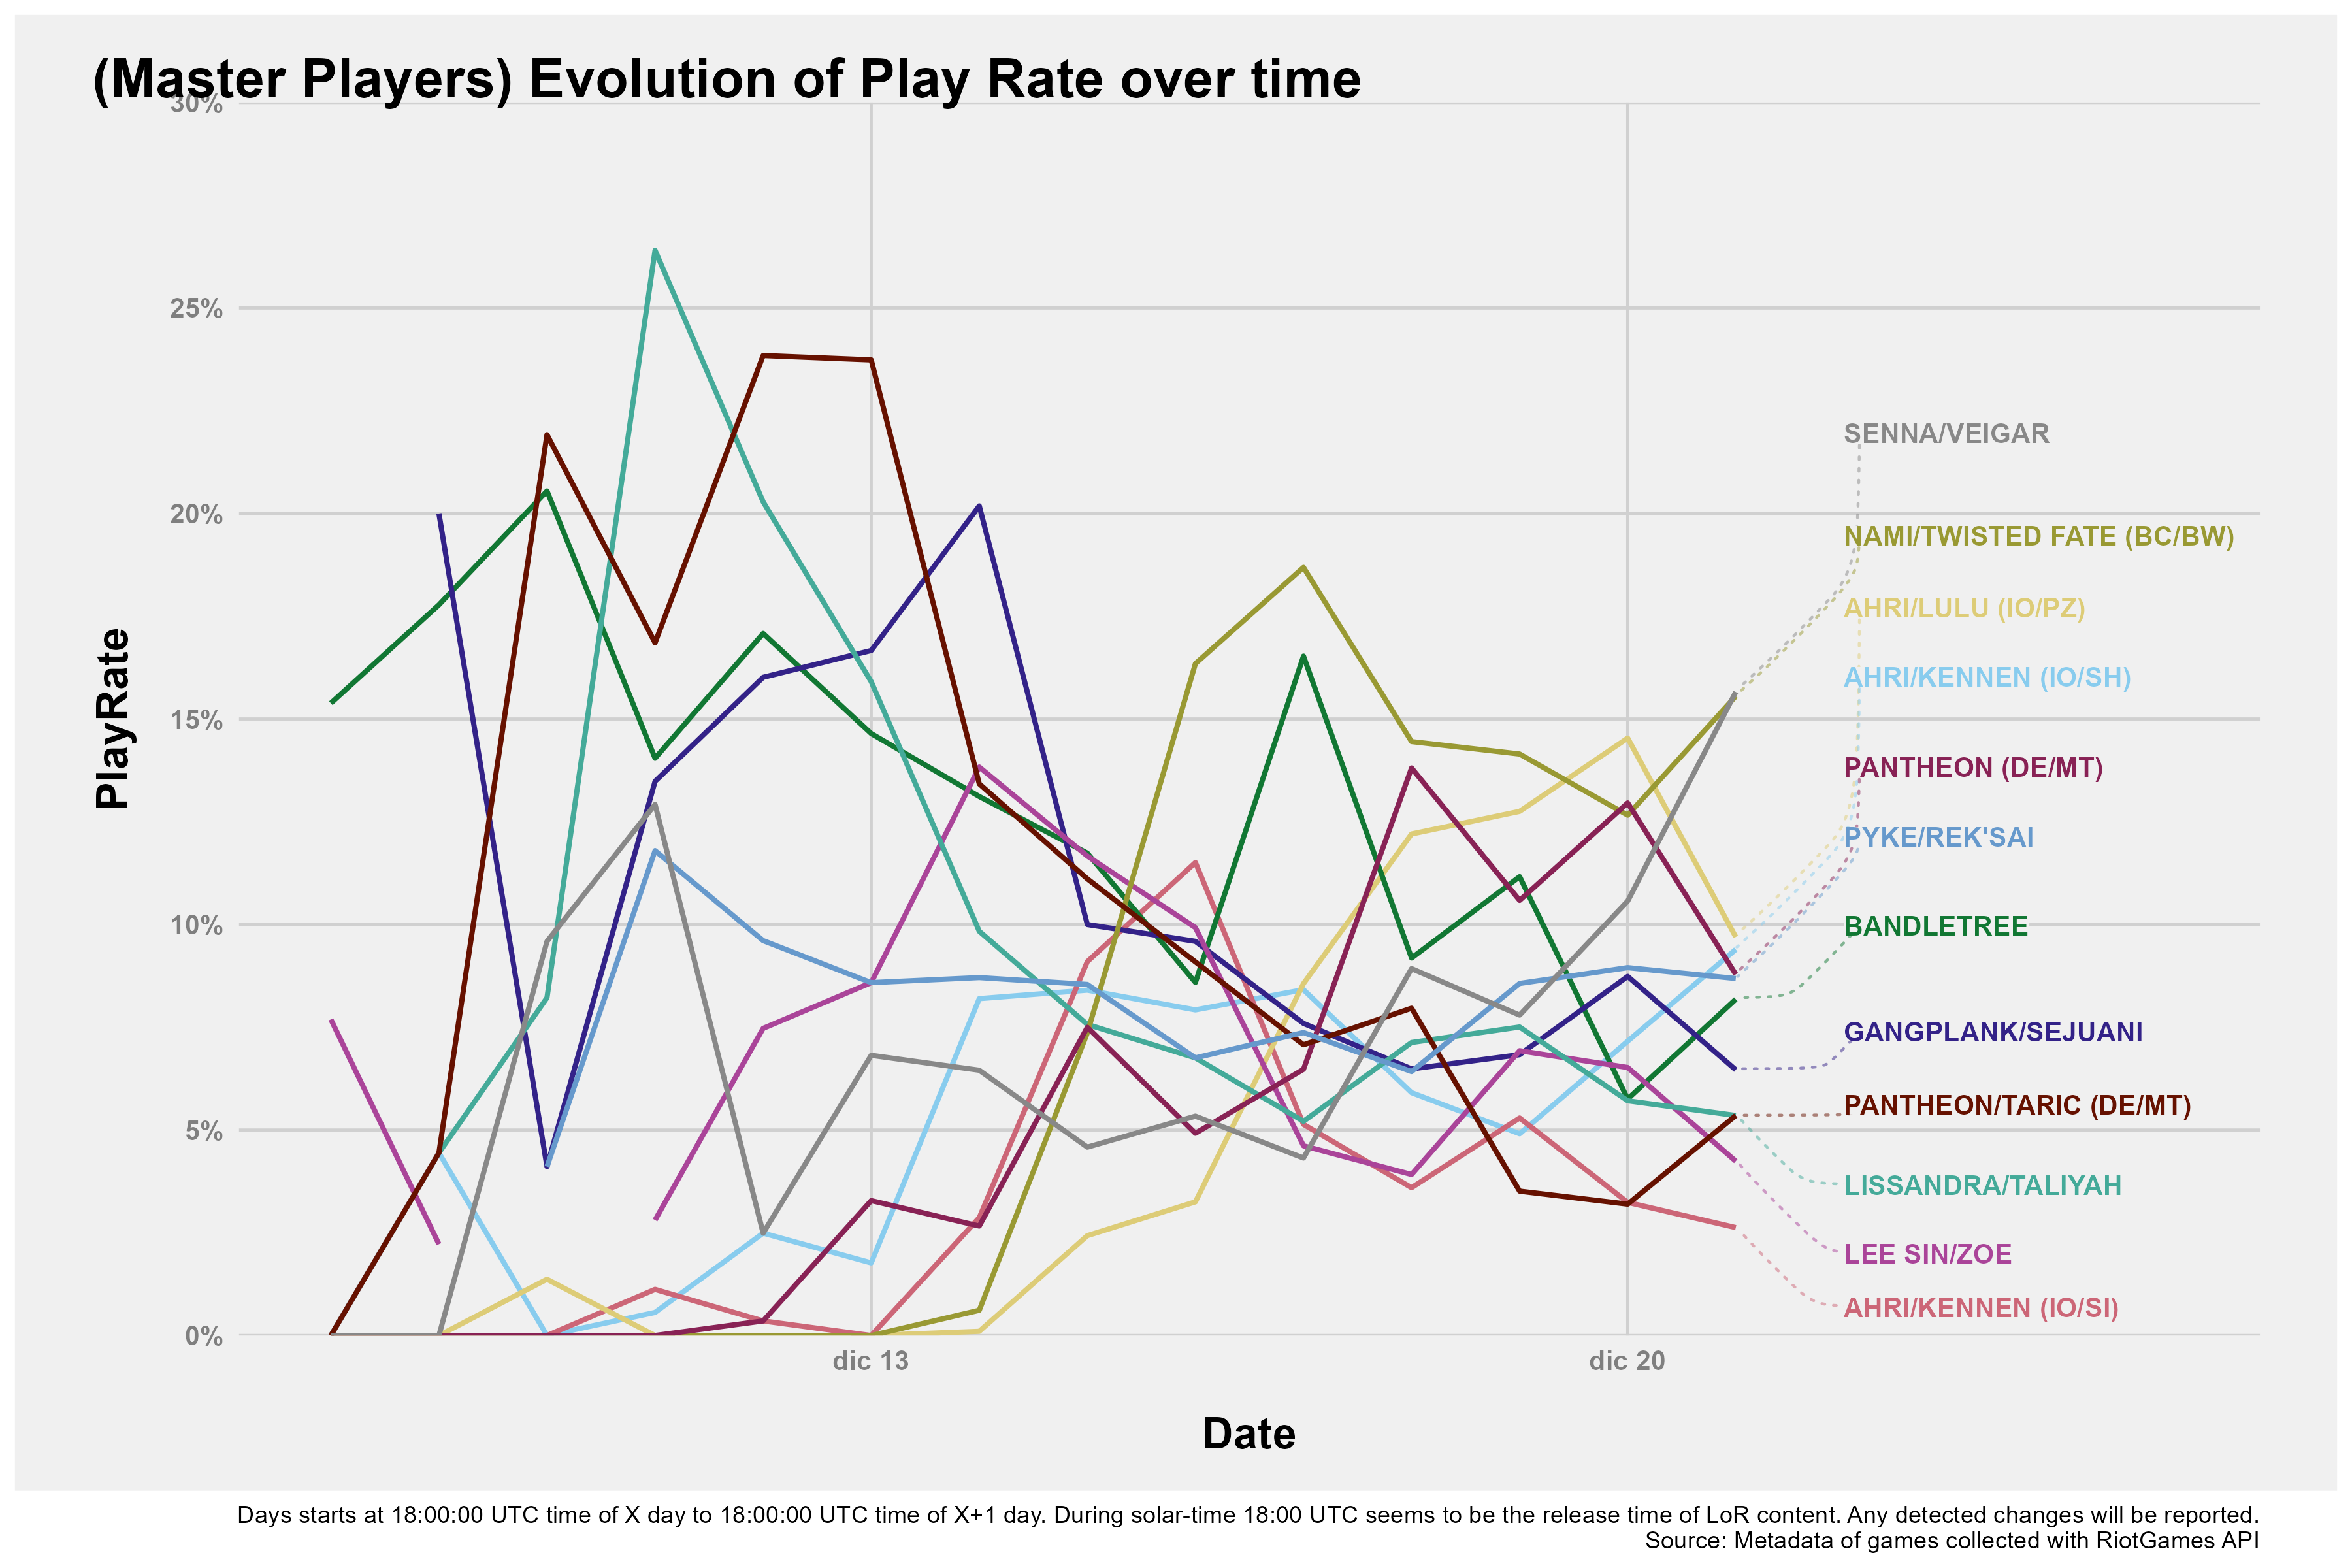 (Master Players) Evolution of Play Rate over time
30%
25%
20%
15%
10%
5%
0%
PlayRate
SENNA/VEIGAR
NAMI/TWISTED FATE (BC/BW)
AHRI/LULU (IO/PZ)
AHRI/KENNEN (IO/SH)
PANTHEON (DE/MT)
PYKE/REK'SAI
BANDLETREE
GANGPLANK/SEJUANI
PANTHEON/TARIC (DE/MT)
LISSANDRA/TALIYAH
LEE SIN/ZOE
AHRI/KENNEN (IO/SI)
dic 13
dic 20
Date
Days starts at 18:00:00 UTC time of X day to 18:00:00 UTC time of X+1 day. During solar-time 18:00 UTC seems to be the release time of LoR content. Any detected changes will be reported.
Source: Metadata of games collected with RiotGames API